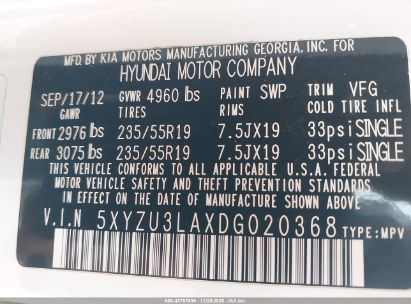 MFD. BY KIA MOTORS MANUFACTURING GEORGIA, INC. FOR
HYUNDAI MOTOR COMPANY
SEP/17/12 GVWR 4960 lbs PAINT SWP TRIM VFG
GAWR TIRES RIMS COLD TIRE INFL
FRONT 2976 lbs 235/55R19 7.5JX19 33psi SINGLE
REAR 3075 lbs 235/55R19 7.5JX19 33psi SINGLE
THIS VEHICLE CONFORMS TO ALL APPLICABLE U.S.A. FEDERAL
MOTOR VEHICLE SAFETY AND THEFT PREVENTION STANDARDS
IN EFFECT ON THE DATE OF MANUFACTURE SHOWN ABOVE.
V.I.N 5XYZU3LAXDG020368 TYPE: MPV